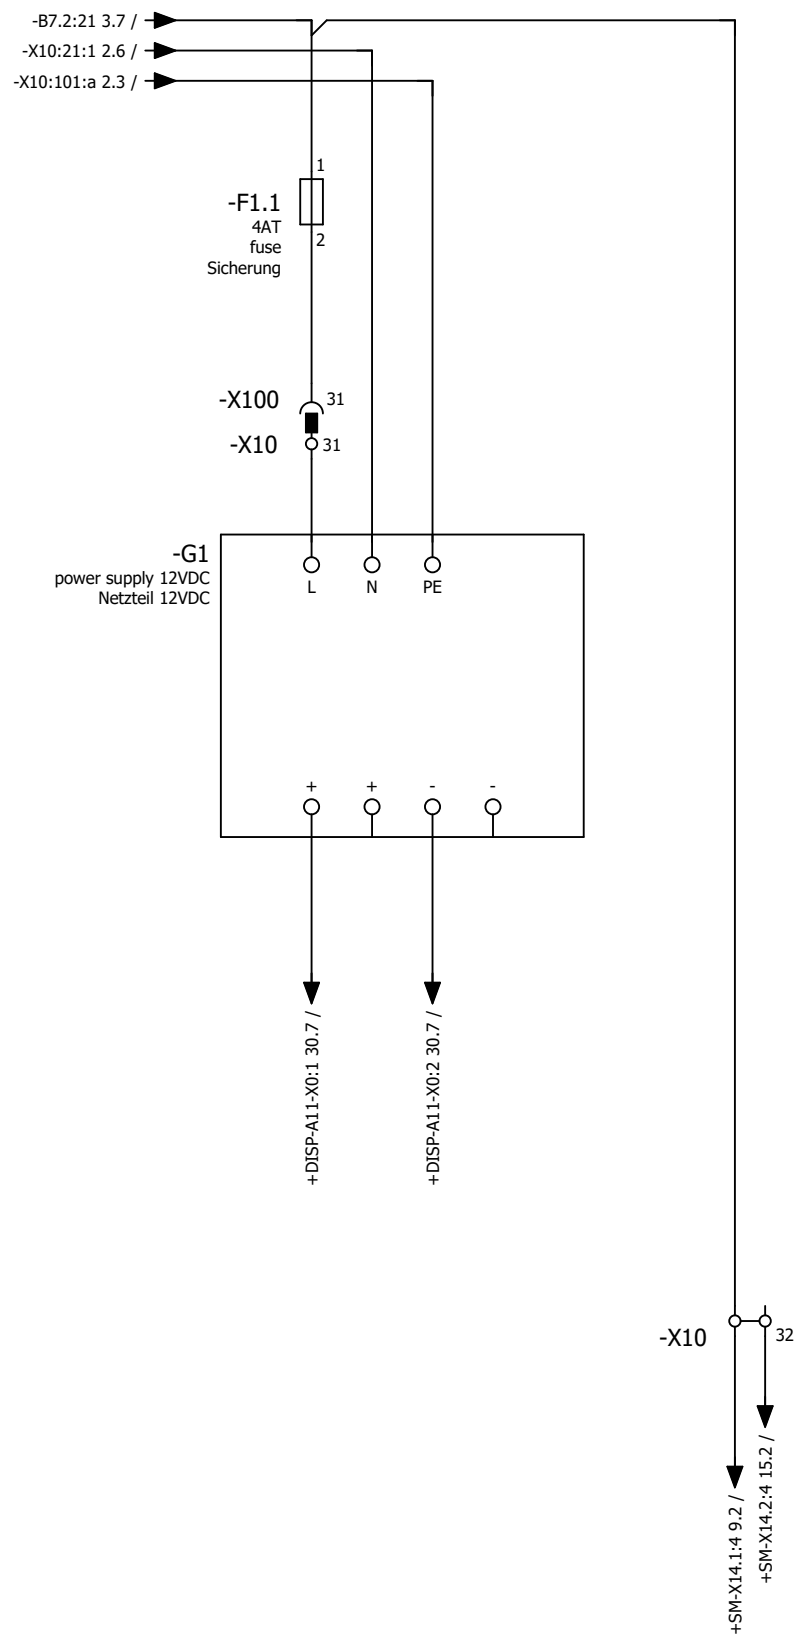 -B7.2:21 3.7 /
-X10:21:1 2.6 /
-X10:101:a 2.3 /
1
-F1.1
4AT
fuse
Sicherung
2
-X100
31
-X10
31
-G1
power supply 12VDC
Netzteil 12VDC
L N PE
+ + - -
+DISP-A11-X0:1 30.7 /
+DISP-A11-X0:2 30.7 /
-X10
32
+SM-X14.1:4 9.2 /
+SM-X14.2:4 15.2 /